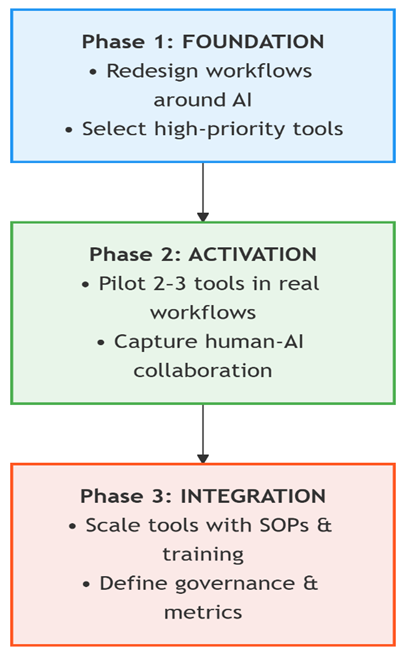 Phase 1: FOUNDATION
• Redesign workflows
around AI
• Select high-priority tools
Phase 2: ACTIVATION
• Pilot 2-3 tools in real
workflows
• Capture human-AI
collaboration
Phase 3: INTEGRATION
• Scale tools with SOPs &
training
• Define governance &
metrics